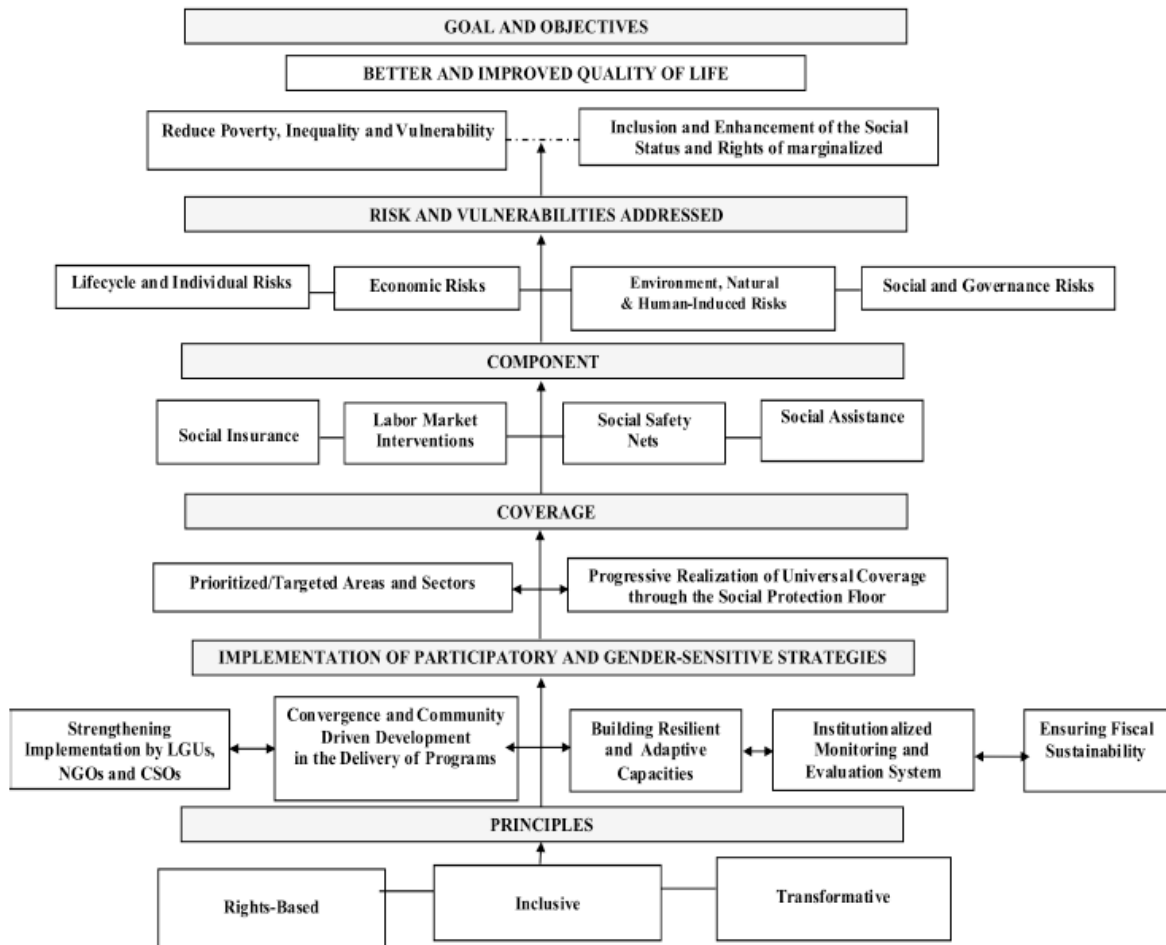 GOAL AND OBJECTIVES
BETTER AND IMPROVED QUALITY OF LIFE
Reduce Poverty, Inequality and Vulnerability
Inclusion and Enhancement of the Social
Status and Rights of marginalized
RISK AND VULNERABILITIES ADDRESSED
Lifecycle and Individual Risks
Economic Risks
Environment, Natural
& Human-Induced Risks
Social and Governance Risks
COMPONENT
Social Insurance
Labor Market
Interventions
Social Safety
Nets
Social Assistance
COVERAGE
Prioritized/Targeted Areas and Sectors
Progressive Realization of Universal Coverage
through the Social Protection Floor
IMPLEMENTATION OF PARTICIPATORY AND GENDER-SENSITIVE STRATEGIES
Strengthening
Implementation by LGUs,
NGOs and CSOs
Convergence and Community
Driven Development
in the Delivery of Programs
Building Resilient
and Adaptive
Capacities
Institutionalized
Monitoring and
Evaluation System
Ensuring Fiscal
Sustainability
PRINCIPLES
Rights-Based
Inclusive
Transformative